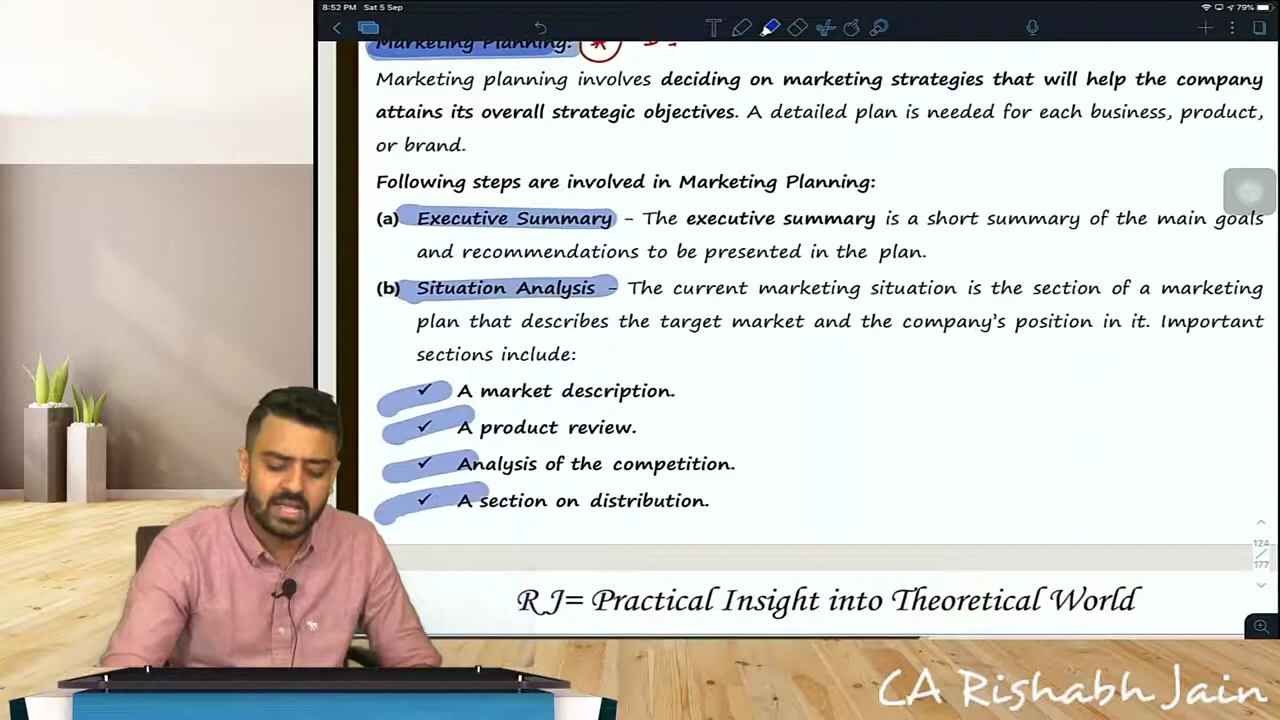 8:52 PM Sat 5 Sep
79%
Marketing Planning:
Marketing planning involves deciding on marketing strategies that will help the company
attains its overall strategic objectives. A detailed plan is needed for each business, product,
or brand.
Following steps are involved in Marketing Planning:
(a) Executive Summary - The executive summary is a short summary of the main goals
and recommendations to be presented in the plan.
(b) Situation Analysis - The current marketing situation is the section of a marketing
plan that describes the target market and the company's position in it. Important
sections include:
✓ A market description.
✓ A product review.
✓ Analysis of the competition.
✓ A section on distribution.
124
/
177
R J= Practical Insight into Theoretical World
CA Rishabh Jain